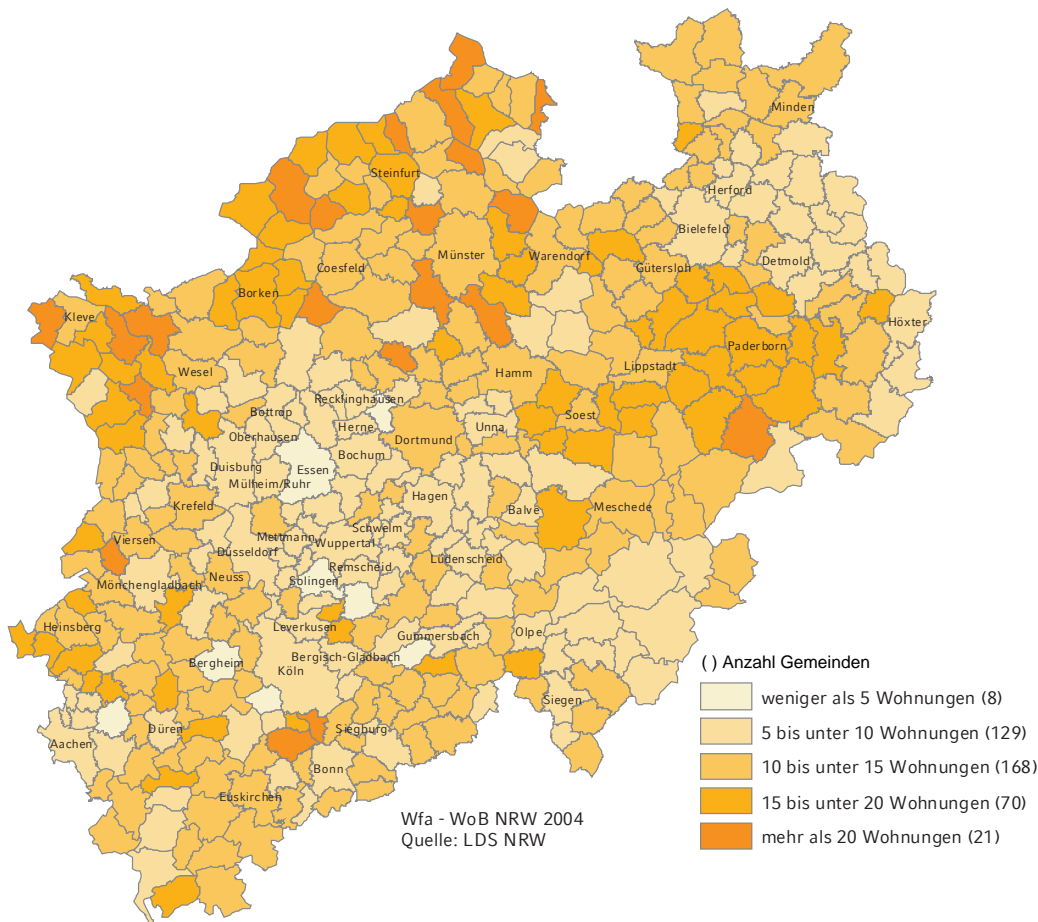 Minden
Steinfurt
Herford
Bielefeld
Münster
Warendorf
Coesfeld
Gütersloh
Detmold
Borken
Kleve
Höxter
Paderborn
Wesel
Hamm
Lippstadt
Recklinghausen
Bottrop
Soest
Herne
Unna
Oberhausen
Dortmund
Bochum
Duisburg
Essen
Mülheim/Ruhr
Hagen
Krefeld
Balve
Meschede
Schwelm
Viersen
Mettmann
Wuppertal
Düsseldorf
Lüdenscheid
Remscheid
Neuss
Solingen
Mönchengladbach
Heinsberg
Leverkusen
Gummersbach
Olpe
Bergisch-Gladbach
Bergheim
Köln
Siegen
Düren
Siegburg
Aachen
Bonn
Euskirchen
( ) Anzahl Gemeinden
weniger als 5 Wohnungen (8)
5 bis unter 10 Wohnungen (129)
10 bis unter 15 Wohnungen (168)
15 bis unter 20 Wohnungen (70)
mehr als 20 Wohnungen (21)
Wfa - WoB NRW 2004
Quelle: LDS NRW